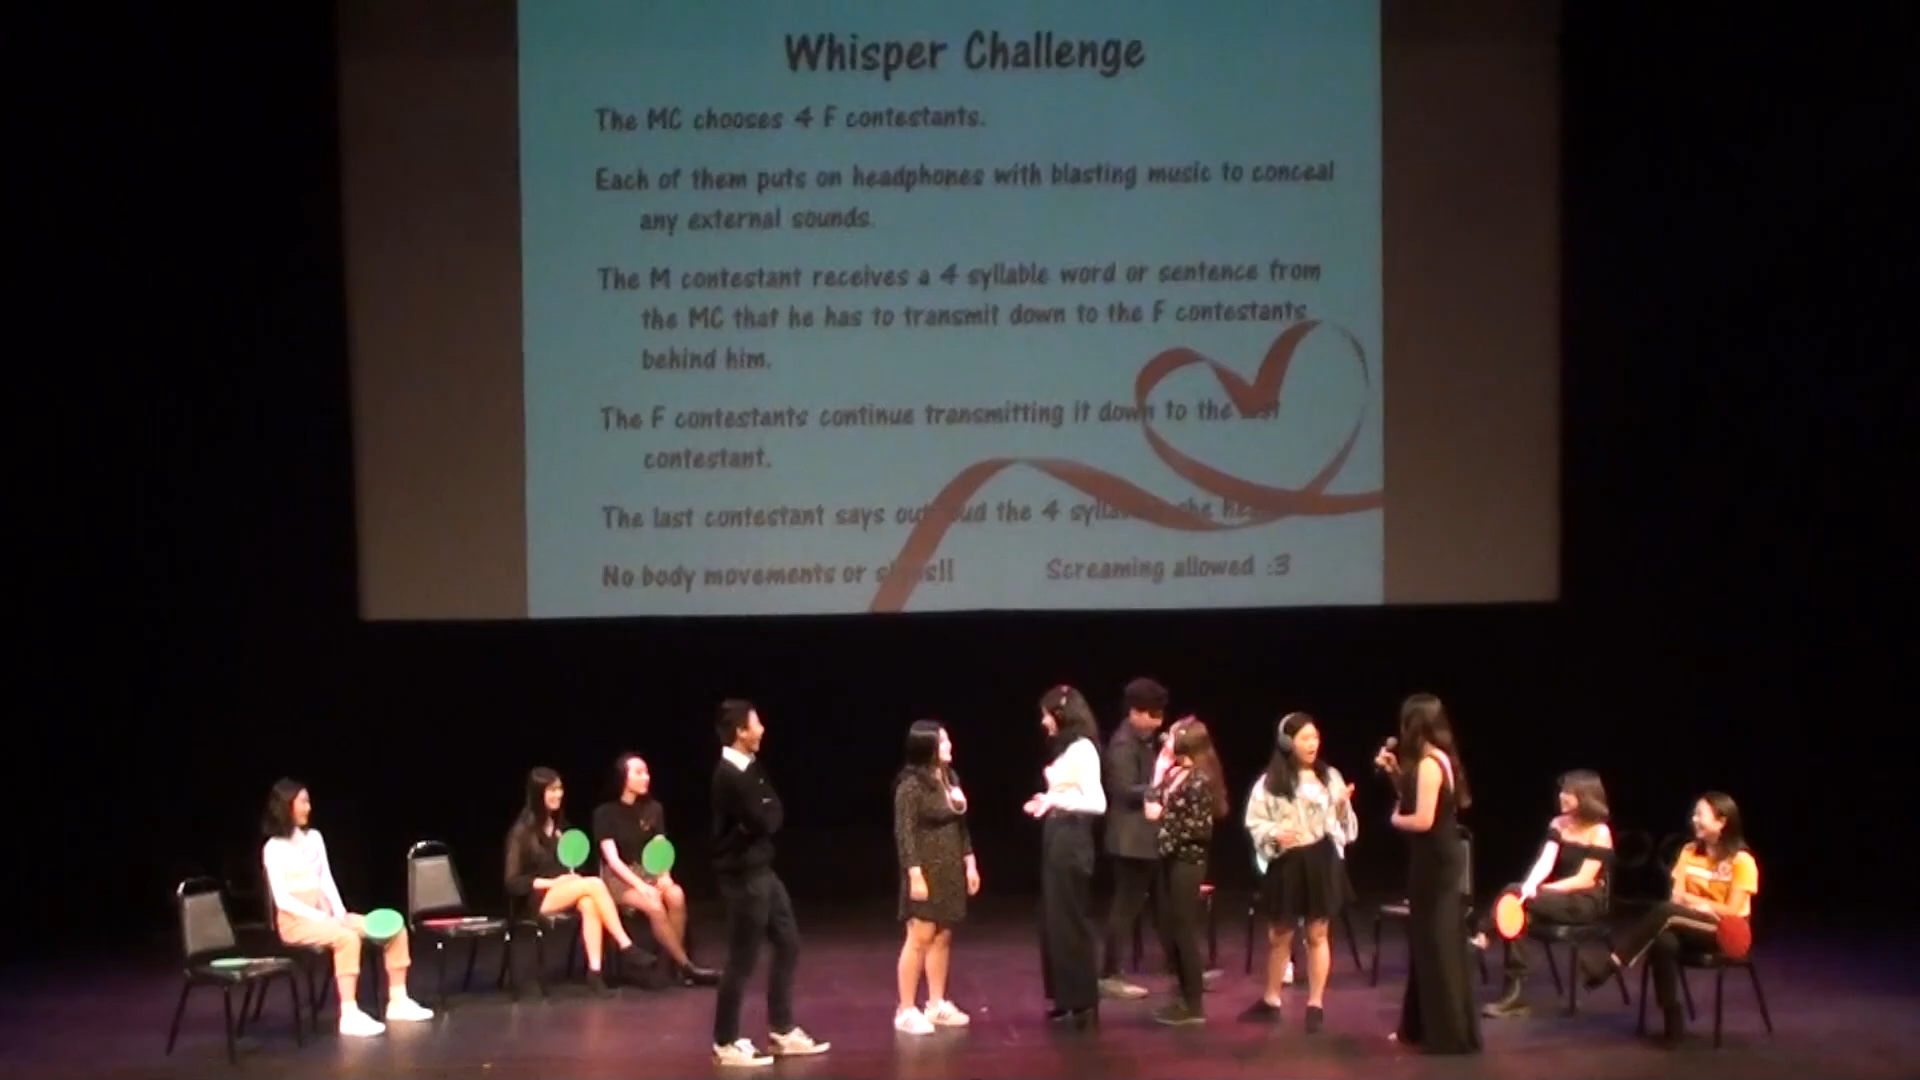 Whisper Challenge
The MC chooses 4 F contestants.
Each of them puts on headphones with blasting music to conceal
any external sounds.
The M contestant receives a 4 syllable word or sentence from
the MC that he has to transmit down to the F contestants
behind him.
The F contestants continue transmitting it down to the
contestant.
The last contestant says the 4 she
No body movements or Screaming allowed :3